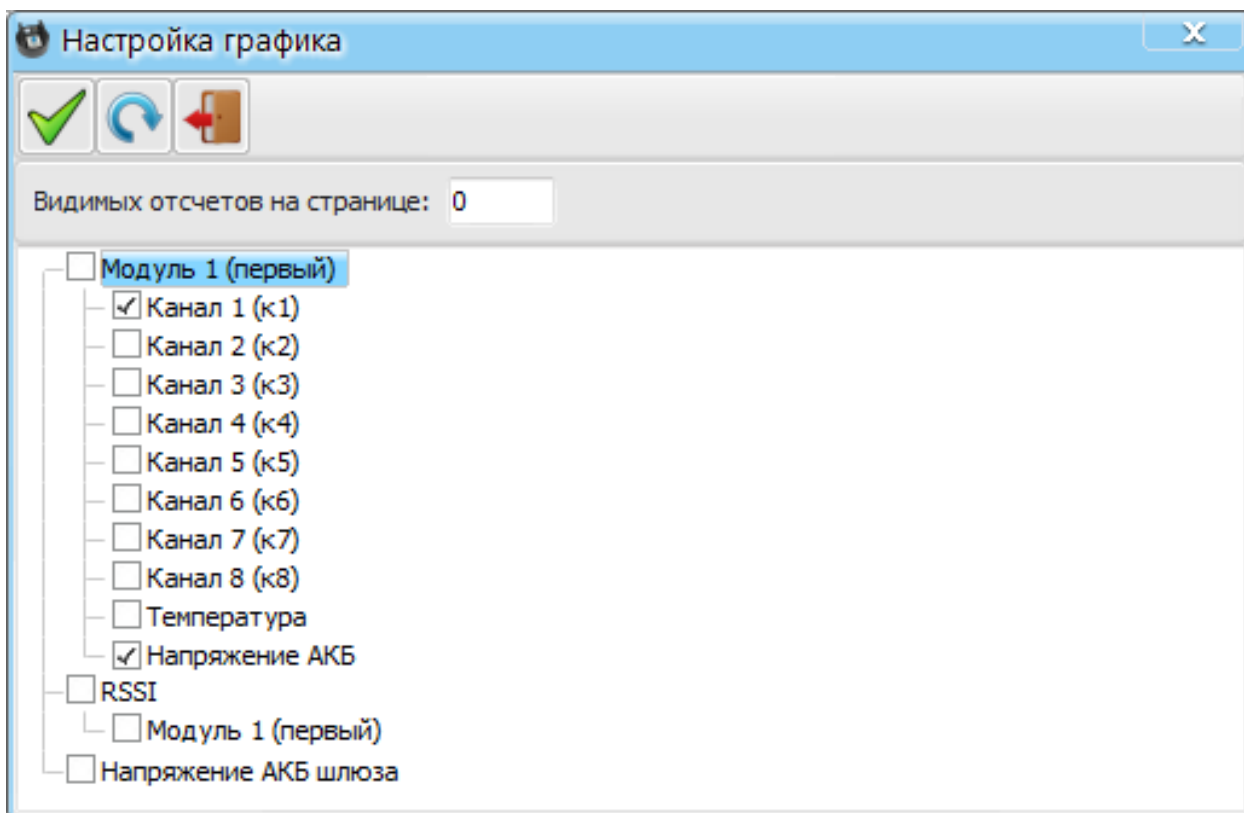 Настройка графика
Видимых отсчетов на странице: 0
Модуль 1 (первый)
Канал 1 (к1)
Канал 2 (к2)
Канал 3 (к3)
Канал 4 (к4)
Канал 5 (к5)
Канал 6 (к6)
Канал 7 (к7)
Канал 8 (к8)
Температура
Напряжение АКБ
RSSI
Модуль 1 (первый)
Напряжение АКБ шлюза